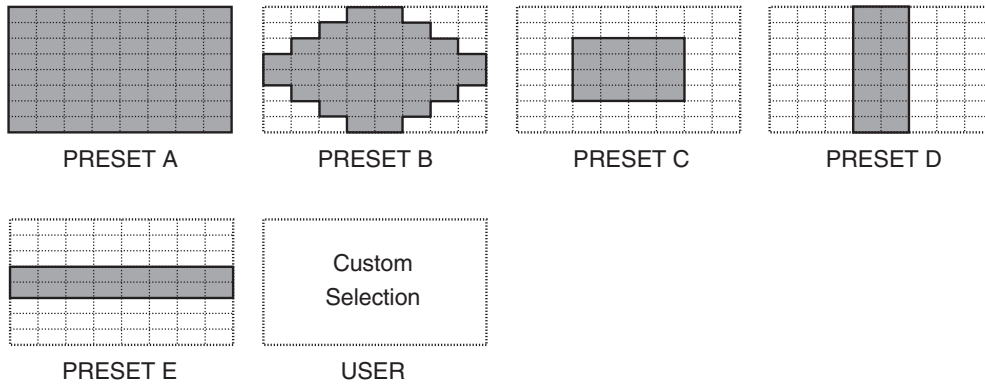 PRESET A
PRESET B
PRESET C
PRESET D
Custom
Selection
PRESET E
USER